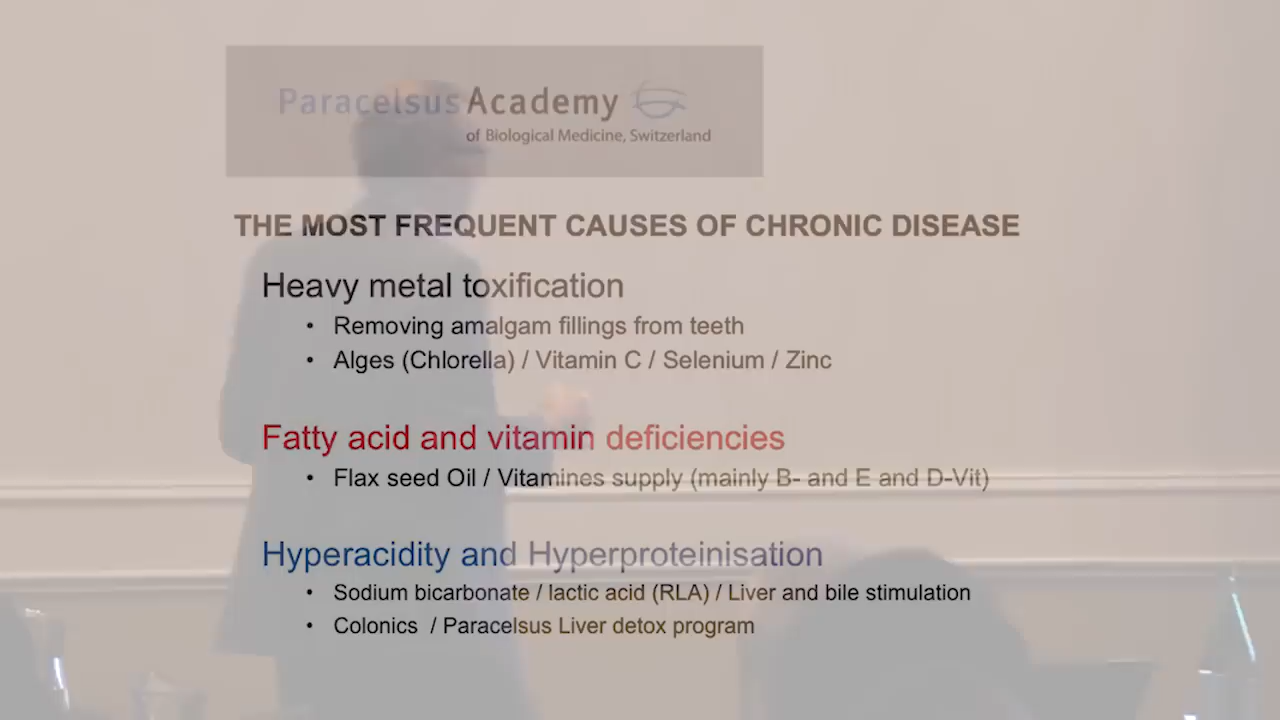 Paracelsus Academy
of Biological Medicine, Switzerland
THE MOST FREQUENT CAUSES OF CHRONIC DISEASE
Heavy metal toxification
• Removing amalgam fillings from teeth
• Alges (Chlorella) / Vitamin C / Selenium / Zinc
Fatty acid and vitamin deficiencies
• Flax seed Oil / Vitamines supply (mainly B- and E and D-Vit)
Hyperacidity and Hyperproteinisation
• Sodium bicarbonate / lactic acid (RLA) / Liver and bile stimulation
• Colonics / Paracelsus Liver detox program